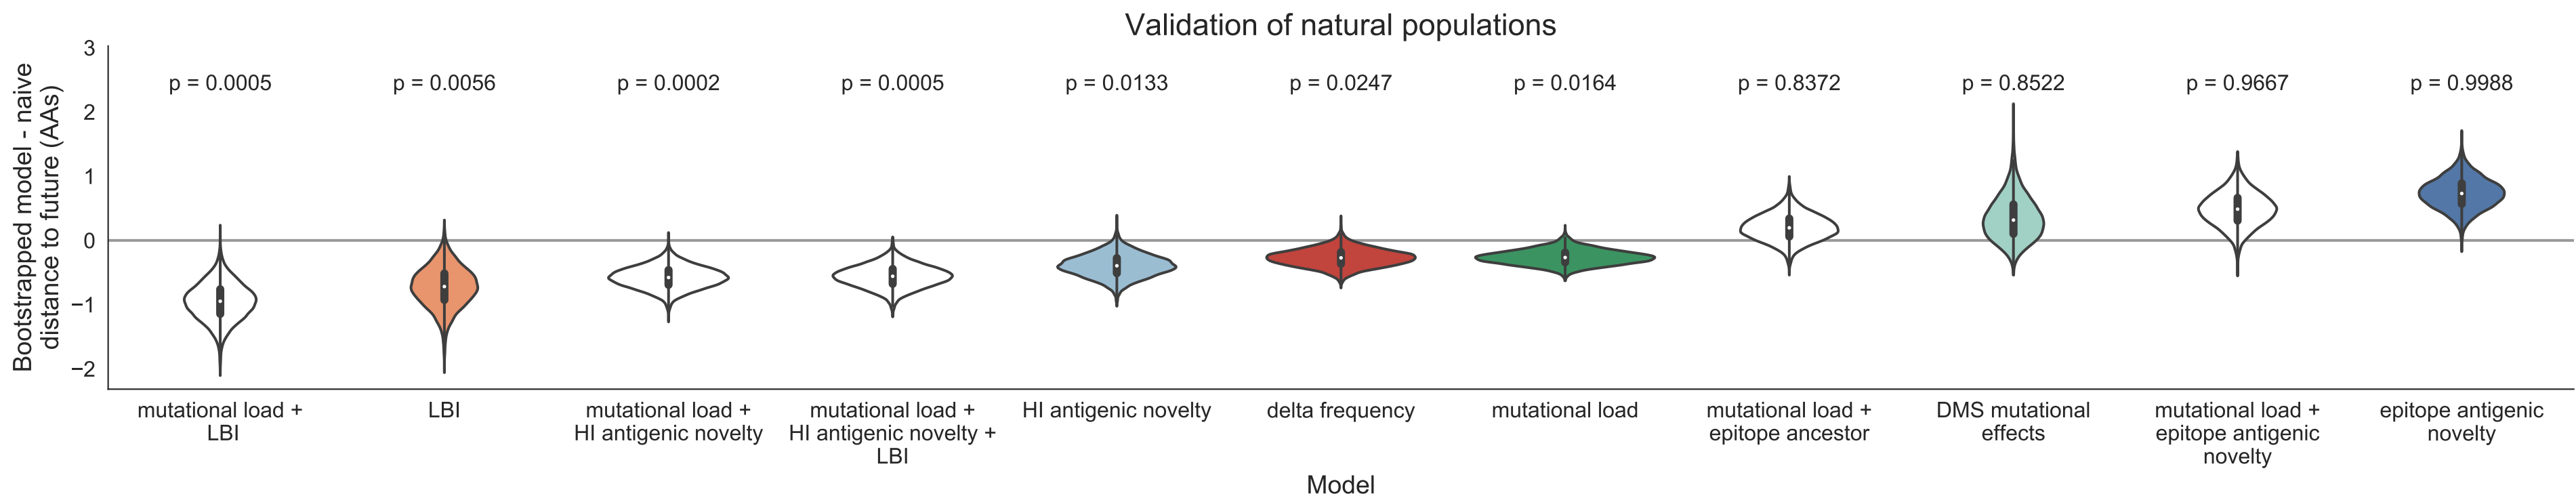 Validation of natural populations
Bootstrapped model - naive
distance to future (AAs)
3
2
1
0
−1
−2
p = 0.0005
p = 0.0056
p = 0.0002
p = 0.0005
p = 0.0133
p = 0.0247
p = 0.0164
p = 0.8372
p = 0.8522
p = 0.9667
p = 0.9988
mutational load +
LBI
LBI
mutational load +
HI antigenic novelty
mutational load +
HI antigenic novelty +
LBI
HI antigenic novelty
delta frequency
mutational load
mutational load +
epitope ancestor
DMS mutational
effects
mutational load +
epitope antigenic
novelty
epitope antigenic
novelty
Model